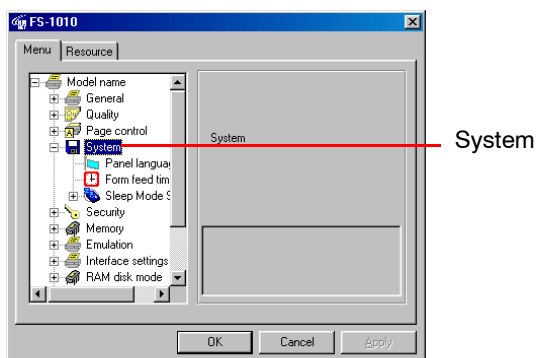 FS-1010
Menu
Resource
Model name
General
Quality
Page control
System
Panel languag
Form feed tim
Sleep Mode S
Security
Memory
Emulation
Interface settings
RAM disk mode
System
System
OK
Cancel
Apply